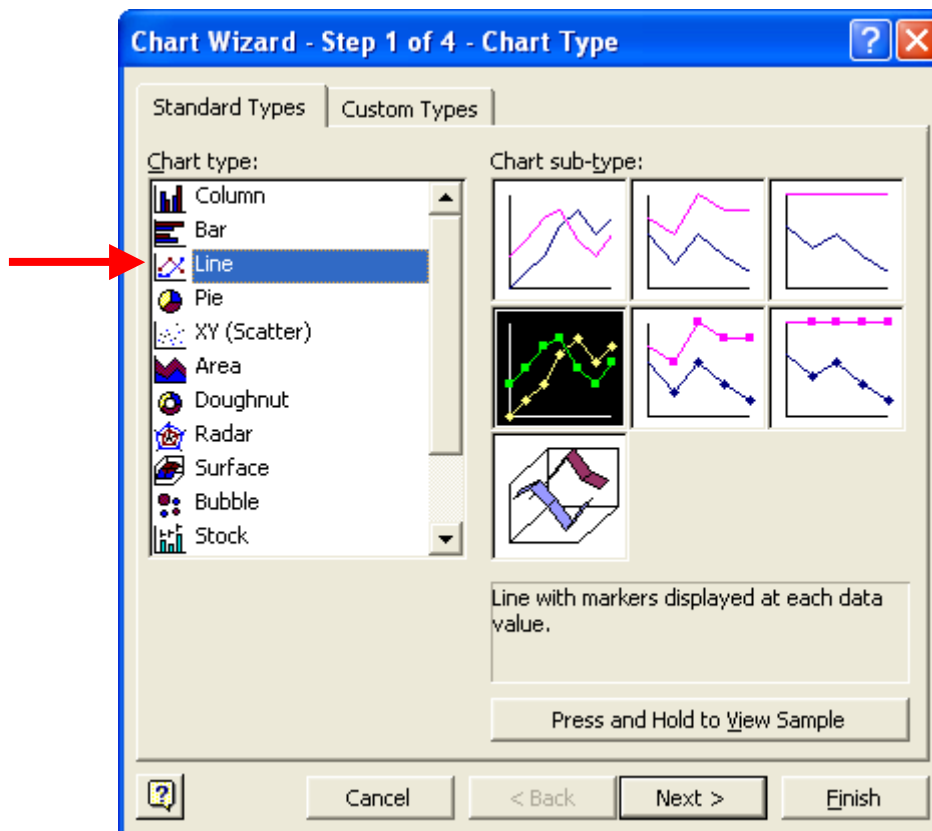 Chart Wizard - Step 1 of 4 - Chart Type
Standard Types
Custom Types
Chart type:
Column
Bar
Line
Pie
XY (Scatter)
Area
Doughnut
Radar
Surface
Bubble
Stock
Chart sub-type:
Line with markers displayed at each data
value.
Press and Hold to View Sample
Cancel
< Back
Next >
Finish